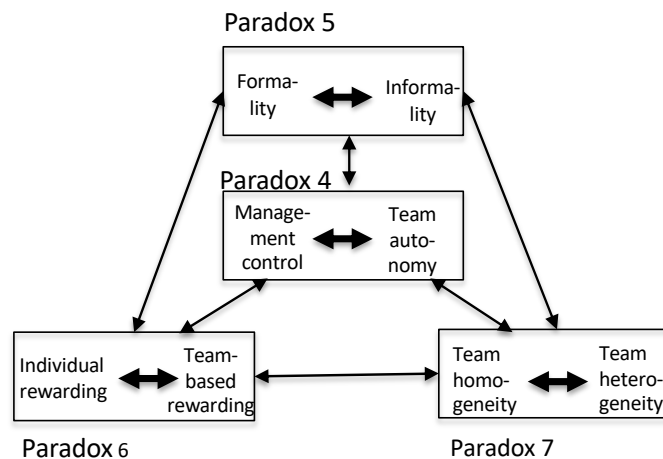 Paradox 5
Forma-
lity
Informa-
lity
Paradox 4
Manage-
ment
control
Team
auto-
nomy
Individual
rewarding
Team-
based
rewarding
Team
homo-
geneity
Team
hetero-
geneity
Paradox 6
Paradox 7